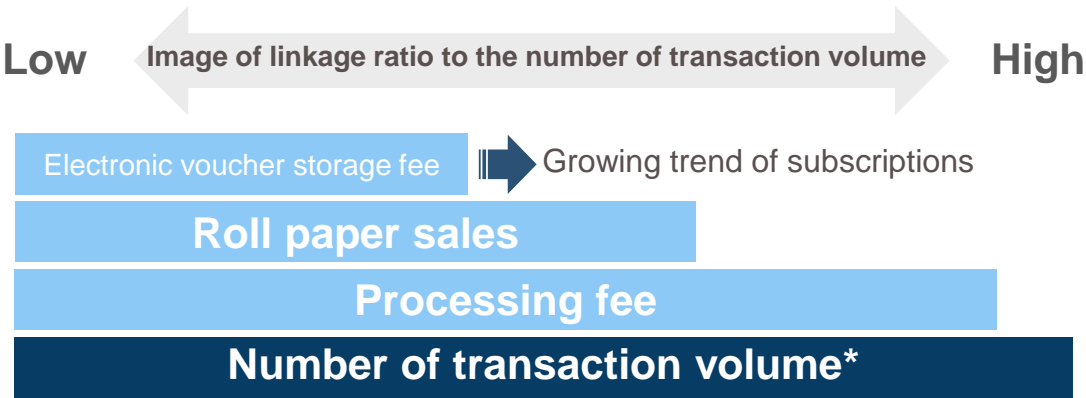 Low
Image of linkage ratio to the number of transaction volume
High
Electronic voucher storage fee
Growing trend of subscriptions
Roll paper sales
Processing fee
Number of transaction volume*